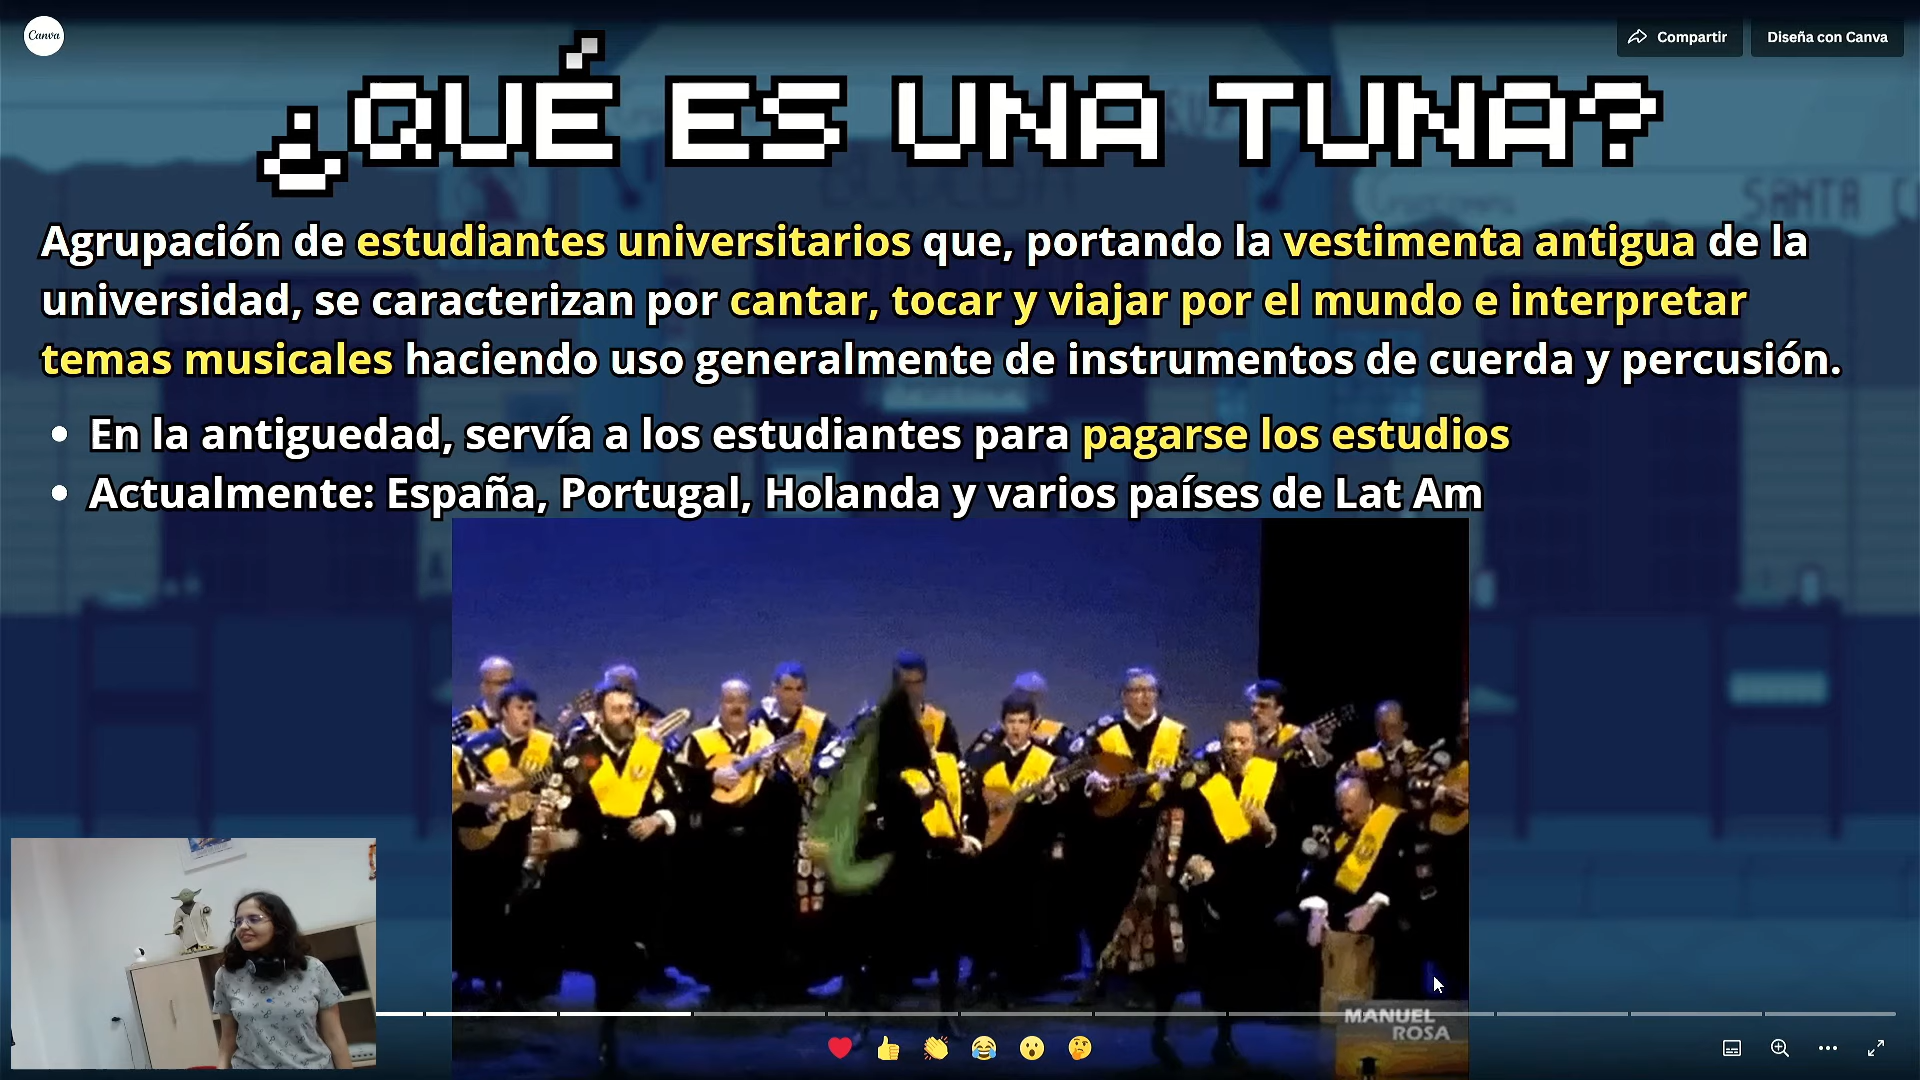 Canva
Compartir
Diseña con Canva
¿QUÉ ES UNA TUNA?
Agrupación de estudiantes universitarios que, portando la vestimenta antigua de la
universidad, se caracterizan por cantar, tocar y viajar por el mundo e interpretar
temas musicales haciendo uso generalmente de instrumentos de cuerda y percusión.
• En la antiguedad, servía a los estudiantes para pagarse los estudios
• Actualmente: España, Portugal, Holanda y varios países de Lat Am
SANTA C
MANUEL
ROSA